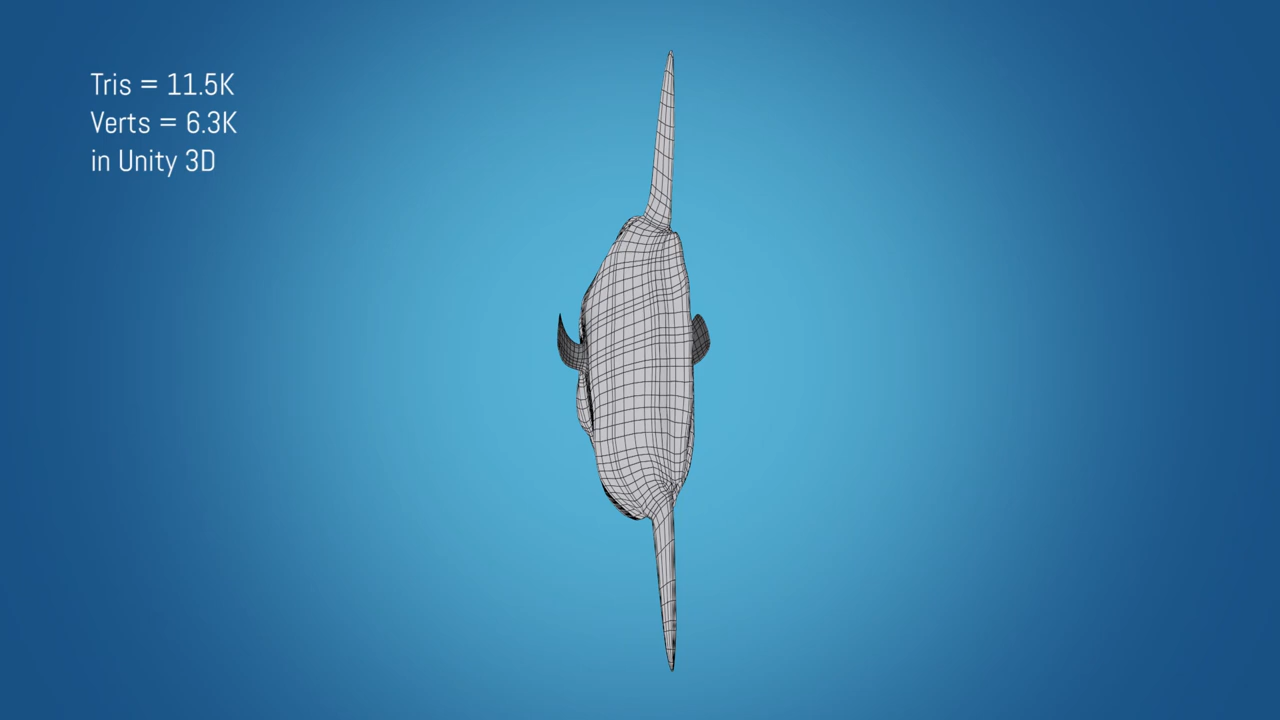 Tris = 11.5K
Verts = 6.3K
in Unity 3D